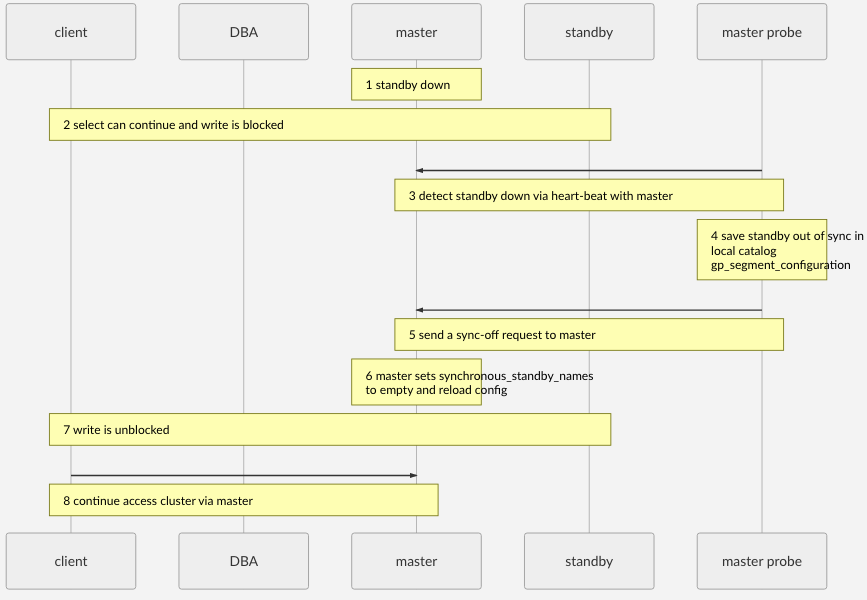 client
DBA
master
standby
master probe
1 standby down
2 select can continue and write is blocked
3 detect standby down via heart-beat with master
4 save standby out of sync in
local catalog
gp_segment_configuration
5 send a sync-off request to master
6 master sets synchronous_standby_names
to empty and reload config
7 write is unblocked
8 continue access cluster via master
client
DBA
master
standby
master probe